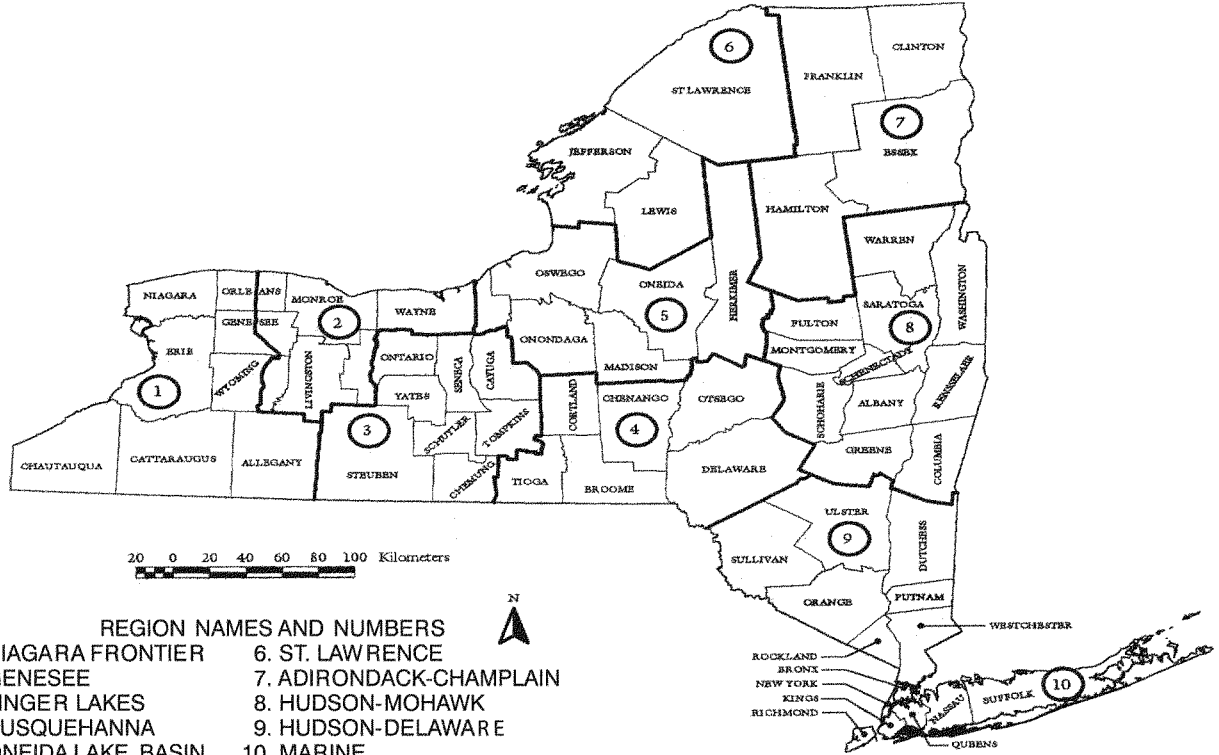 6
CLINTON
FRANKLIN
ST LAWRENCE
7
ESSEX
JEFFERSON
LEWIS
HAMILTON
WARREN
OSWEGO
ONEIDA
HERKIMER
WASHINGTON
NIAGARA
ORLEANS
MONROE
WAYNE
2
GENESEE
5
FULTON
SARATOGA
8
ERIE
ONTARIO
SENECA
CAYUGA
ONONDAGA
MADISON
MONTGOMERY
SCHENECTADY
RENSSELAER
1
WYOMING
LIVINGSTON
YATES
CORTLAND
CHENANGO
OTSEGO
SCHOHARIE
ALBANY
3
SCHUYLER
TOMPKINS
4
GREENE
COLUMBIA
CHAUTAUQUA
CATTARAUGUS
ALLEGANY
STEUBEN
CHEMUNG
TIOGA
BROOME
DELAWARE
ULSTER
9
DUTCHESS
SULLIVAN
20 0 20 40 60 80 100 Kilometers
ORANGE
PUTNAM
N
WESTCHESTER
ROCKLAND
BRONX
NEW YORK
KINGS
RICHMOND
NASSAU
SUFFOLK
10
QUEENS
REGION NAMES AND NUMBERS
IAGARA FRONTIER 6. ST. LAWRENCE
ENESEE 7. ADIRONDACK-CHAMPLAIN
INGER LAKES 8. HUDSON-MOHAWK
USQUEHANNA 9. HUDSON-DELAWARE
NEIDA LAKE BASIN 10. MARINE